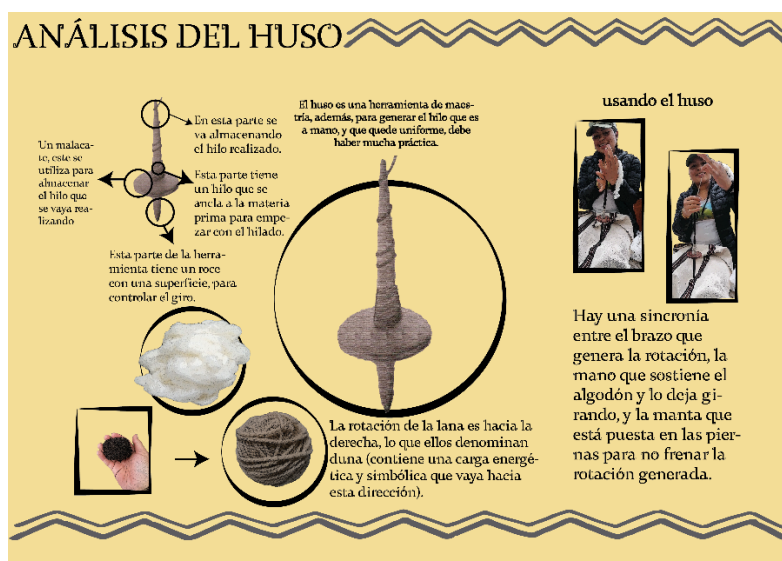 ANÁLISIS DEL HUSO
En esta parte se
va almacenando
el hilo realizado.
Un malaca-
te, este se
utiliza para
almacenar
el hilo que
se vaya rea-
lizando
Esta parte tiene
un hilo que se
ancla a la materia
prima para empe-
zar con el hilado.
Esta parte de la herra-
mienta tiene un roce
con una superficie, para
controlar el giro.
El huso es una herramienta de maes-
tría, además, para generar el hilo que es
a mano, y que quede uniforme, debe
haber mucha práctica.
La rotación de la lana es hacia la
derecha, lo que ellos denominan
duna (contiene una carga energé-
tica y simbólica que vaya hacia
esta dirección).
usando el huso
Hay una sincronía
entre el brazo que
genera la rotación, la
mano que sostiene el
algodón y lo deja gi-
rando, y la manta que
está puesta en las pier-
nas para no frenar la
rotación generada.